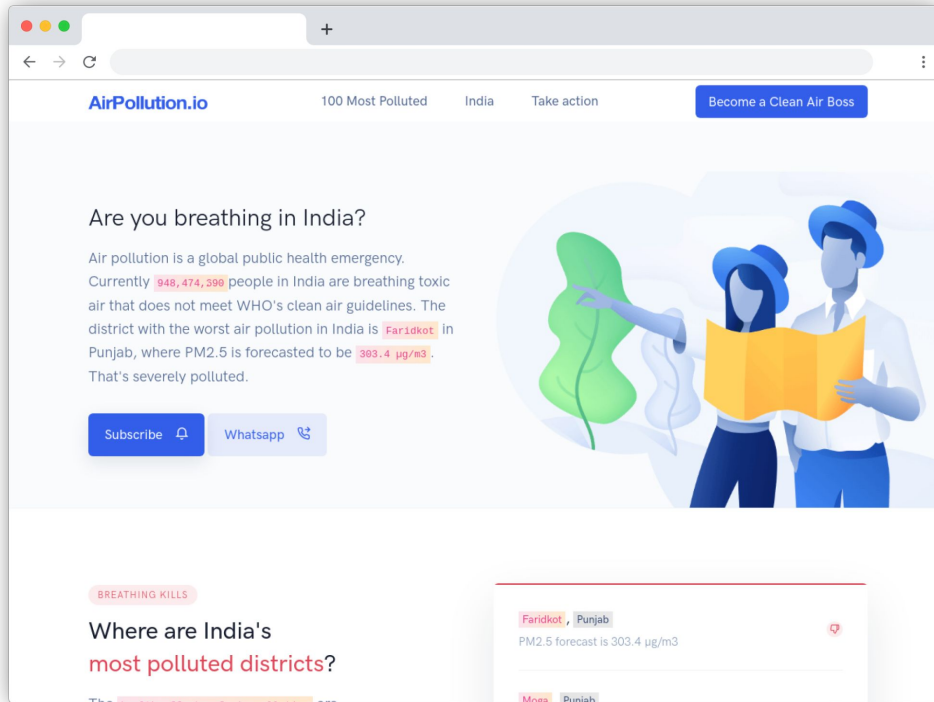 AirPollution.io
100 Most Polluted
India
Take action
Become a Clean Air Boss
Are you breathing in India?
Air pollution is a global public health emergency.
Currently 948,474,390 people in India are breathing toxic
air that does not meet WHO's clean air guidelines. The
district with the worst air pollution in India is Faridkot in
Punjab, where PM2.5 is forecasted to be 303.4 µg/m3.
That's severely polluted.
Subscribe
Whatsapp
BREATHING KILLS
Where are India's
most polluted districts?
Faridkot, Punjab
PM2.5 forecast is 303.4 µg/m3
Moga Punjab
The